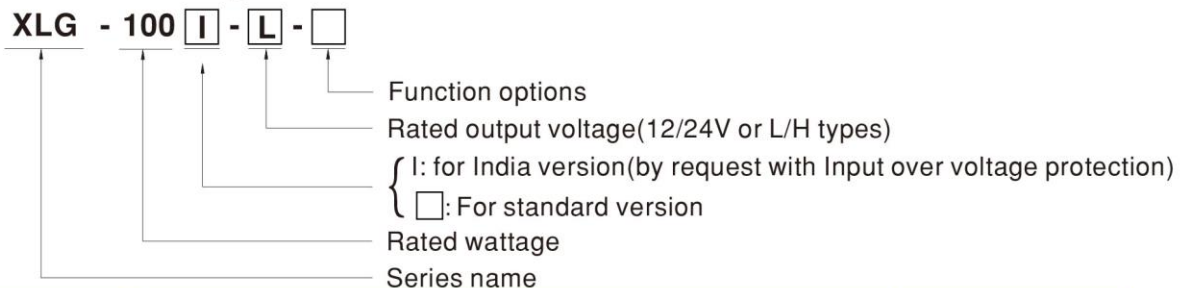 XLG - 100 I - L - □
Function options
Rated output voltage(12/24V or L/H types)
I: for India version(by request with Input over voltage protection)
□: For standard version
Rated wattage
Series name